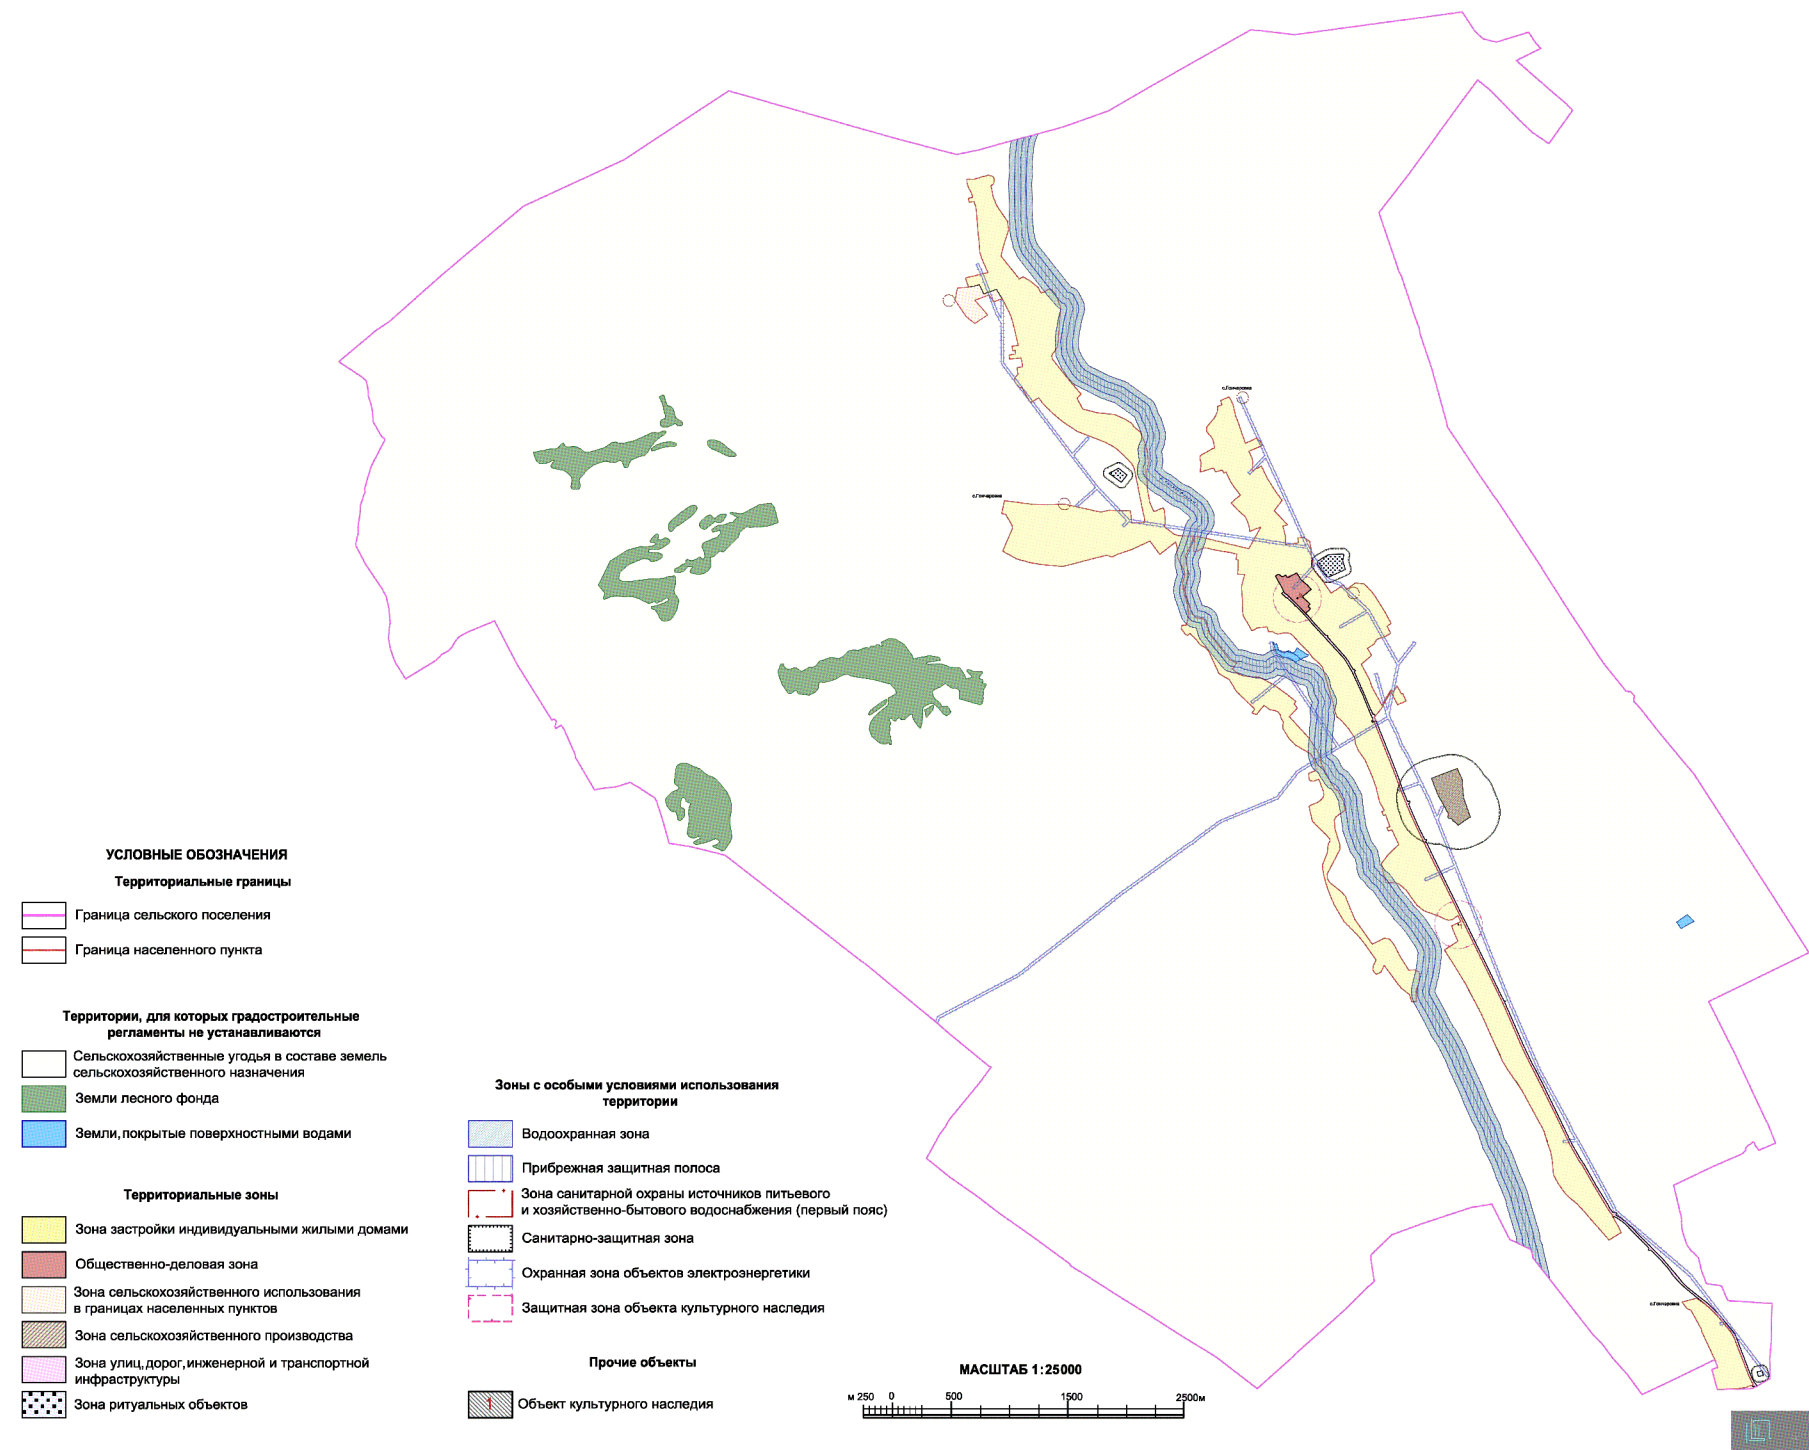 с.Гончаровка
с.Гончаровка
с.Гончаровка
УСЛОВНЫЕ ОБОЗНАЧЕНИЯ
Территориальные границы
Граница сельского поселения
Граница населенного пункта
Территории, для которых градостроительные
регламенты не устанавливаются
Сельскохозяйственные угодья в составе земель
сельскохозяйственного назначения
Земли лесного фонда
Земли, покрытые поверхностными водами
Территориальные зоны
Зона застройки индивидуальными жилыми домами
Общественно-деловая зона
Зона сельскохозяйственного использования
в границах населенных пунктов
Зона сельскохозяйственного производства
Зона улиц, дорог, инженерной и транспортной
инфраструктуры
Зона ритуальных объектов
Зоны с особыми условиями использования
территории
Водоохранная зона
Прибрежная защитная полоса
Зона санитарной охраны источников питьевого
и хозяйственно-бытового водоснабжения (первый пояс)
Санитарно-защитная зона
Охранная зона объектов электроэнергетики
Защитная зона объекта культурного наследия
Прочие объекты
Объект культурного наследия
МАСШТАБ 1:25000
м 250 0 500 1500 2500м